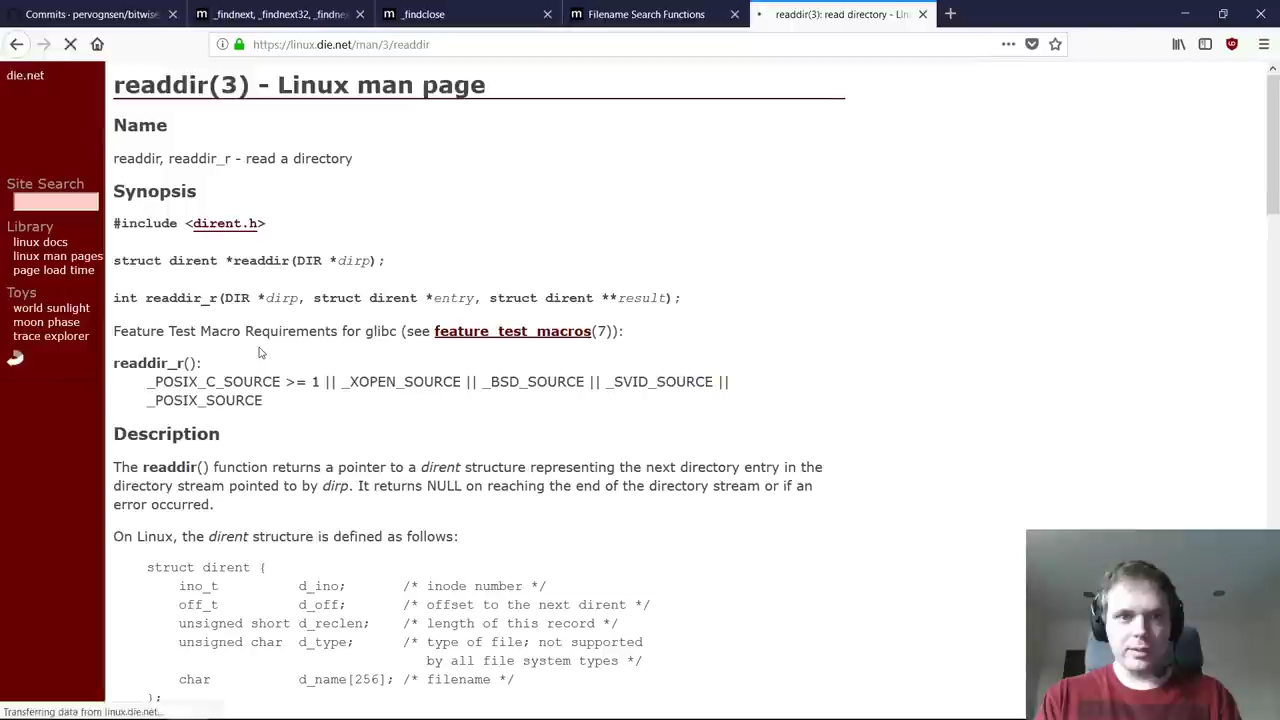 Commits - pervognsen/bitwise
_findnext, _findnext32, _findnex
_findclose
Filename Search Functions
readdir(3): read directory - Lin
https://linux.die.net/man/3/readdir
die.net
Site Search
Library
linux docs
linux man pages
page load time
Toys
world sunlight
moon phase
trace explorer
readdir(3) - Linux man page
Name
readdir, readdir_r - read a directory
Synopsis
#include <dirent.h>
struct dirent *readdir(DIR *dirp);
int readdir_r(DIR *dirp, struct dirent *entry, struct dirent **result);
Feature Test Macro Requirements for glibc (see feature_test_macros(7)):
readdir_r():
_POSIX_C_SOURCE >= 1 || _XOPEN_SOURCE || _BSD_SOURCE || _SVID_SOURCE ||
_POSIX_SOURCE
Description
The readdir() function returns a pointer to a dirent structure representing the next directory entry in the
directory stream pointed to by dirp. It returns NULL on reaching the end of the directory stream or if an
error occurred.
On Linux, the dirent structure is defined as follows:
struct dirent {
ino_t d_ino; /* inode number */
off_t d_off; /* offset to the next dirent */
unsigned short d_reclen; /* length of this record */
unsigned char d_type; /* type of file; not supported
by all file system types */
char d_name[256]; /* filename */
};
Transferring data from linux.die.net...